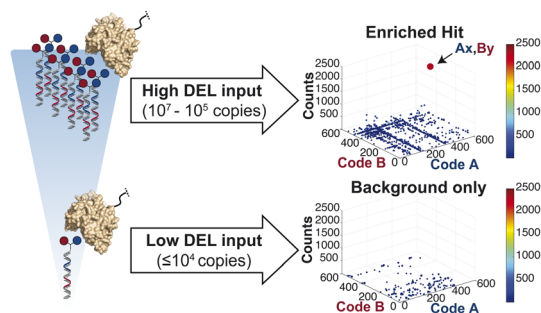 Enriched Hit
Ax,By
High DEL input
(10⁷ - 10⁵ copies)
Counts
2500
2000
1500
1000
500
600
400
200
0
0
200
400
600
Code B
Code A
2500
2000
1500
1000
500
Background only
Low DEL input
(≤10⁴ copies)
Counts
2500
2000
1500
1000
500
600
400
200
0
0
200
400
600
Code B
Code A
2500
2000
1500
1000
500